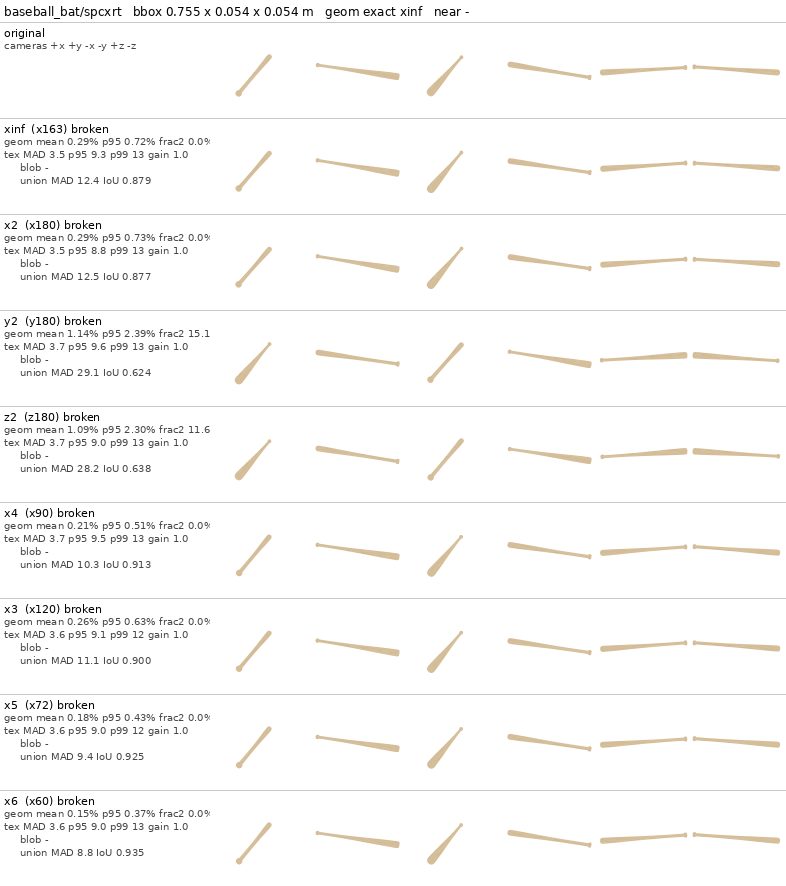 baseball_bat/spcxrt bbox 0.755 x 0.054 x 0.054 m geom exact xinf near -
original
cameras +x +y -x -y +z -z
xinf (x163) broken
geom mean 0.29% p95 0.72% frac2 0.0%
tex MAD 3.5 p95 9.3 p99 13 gain 1.0
blob -
union MAD 12.4 IoU 0.879
x2 (x180) broken
geom mean 0.29% p95 0.73% frac2 0.0%
tex MAD 3.5 p95 8.8 p99 13 gain 1.0
blob -
union MAD 12.5 IoU 0.877
y2 (y180) broken
geom mean 1.14% p95 2.39% frac2 15.1
tex MAD 3.7 p95 9.6 p99 13 gain 1.0
blob -
union MAD 29.1 IoU 0.624
z2 (z180) broken
geom mean 1.09% p95 2.30% frac2 11.6
tex MAD 3.7 p95 9.0 p99 13 gain 1.0
blob -
union MAD 28.2 IoU 0.638
x4 (x90) broken
geom mean 0.21% p95 0.51% frac2 0.0%
tex MAD 3.7 p95 9.5 p99 13 gain 1.0
blob -
union MAD 10.3 IoU 0.913
x3 (x120) broken
geom mean 0.26% p95 0.63% frac2 0.0%
tex MAD 3.6 p95 9.1 p99 12 gain 1.0
blob -
union MAD 11.1 IoU 0.900
x5 (x72) broken
geom mean 0.18% p95 0.43% frac2 0.0%
tex MAD 3.6 p95 9.0 p99 12 gain 1.0
blob -
union MAD 9.4 IoU 0.925
x6 (x60) broken
geom mean 0.15% p95 0.37% frac2 0.0%
tex MAD 3.6 p95 9.0 p99 13 gain 1.0
blob -
union MAD 8.8 IoU 0.935